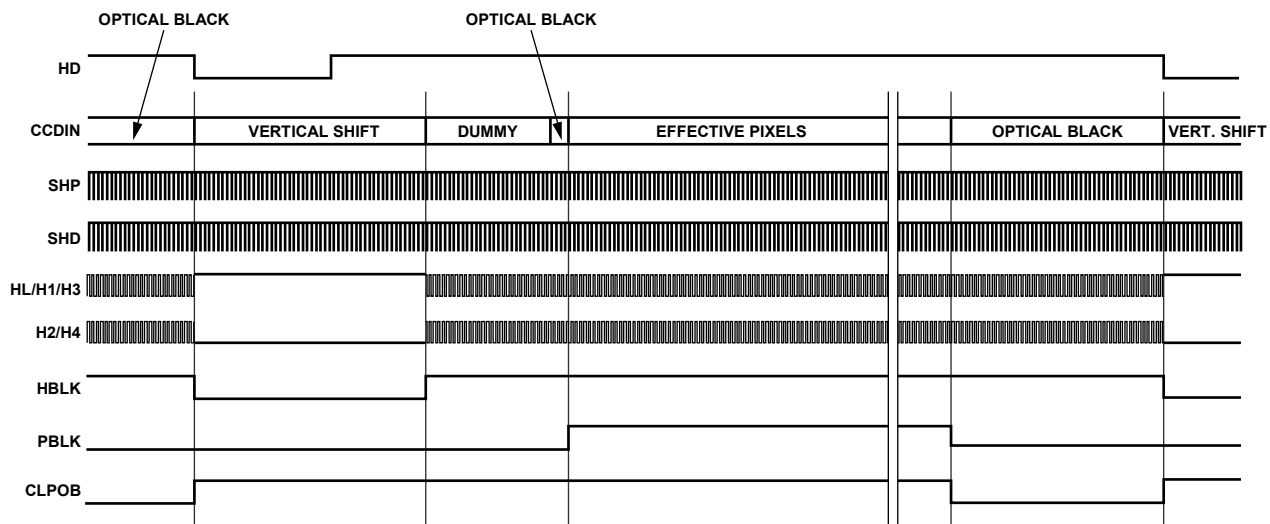 OPTICAL BLACK
OPTICAL BLACK
HD
CCDIN
VERTICAL SHIFT
DUMMY
EFFECTIVE PIXELS
OPTICAL BLACK
VERT. SHIFT
SHP
SHD
HL/H1/H3
H2/H4
HBLK
PBLK
CLPOB